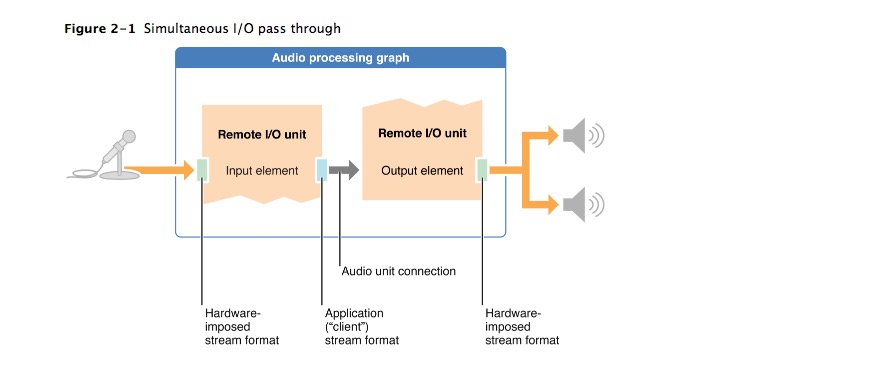 Figure 2-1 Simultaneous I/O pass through
Audio processing graph
Remote I/O unit
Input element
Remote I/O unit
Output element
Audio unit connection
Hardware-
imposed
stream format
Application
(“client”)
stream format
Hardware-
imposed
stream format